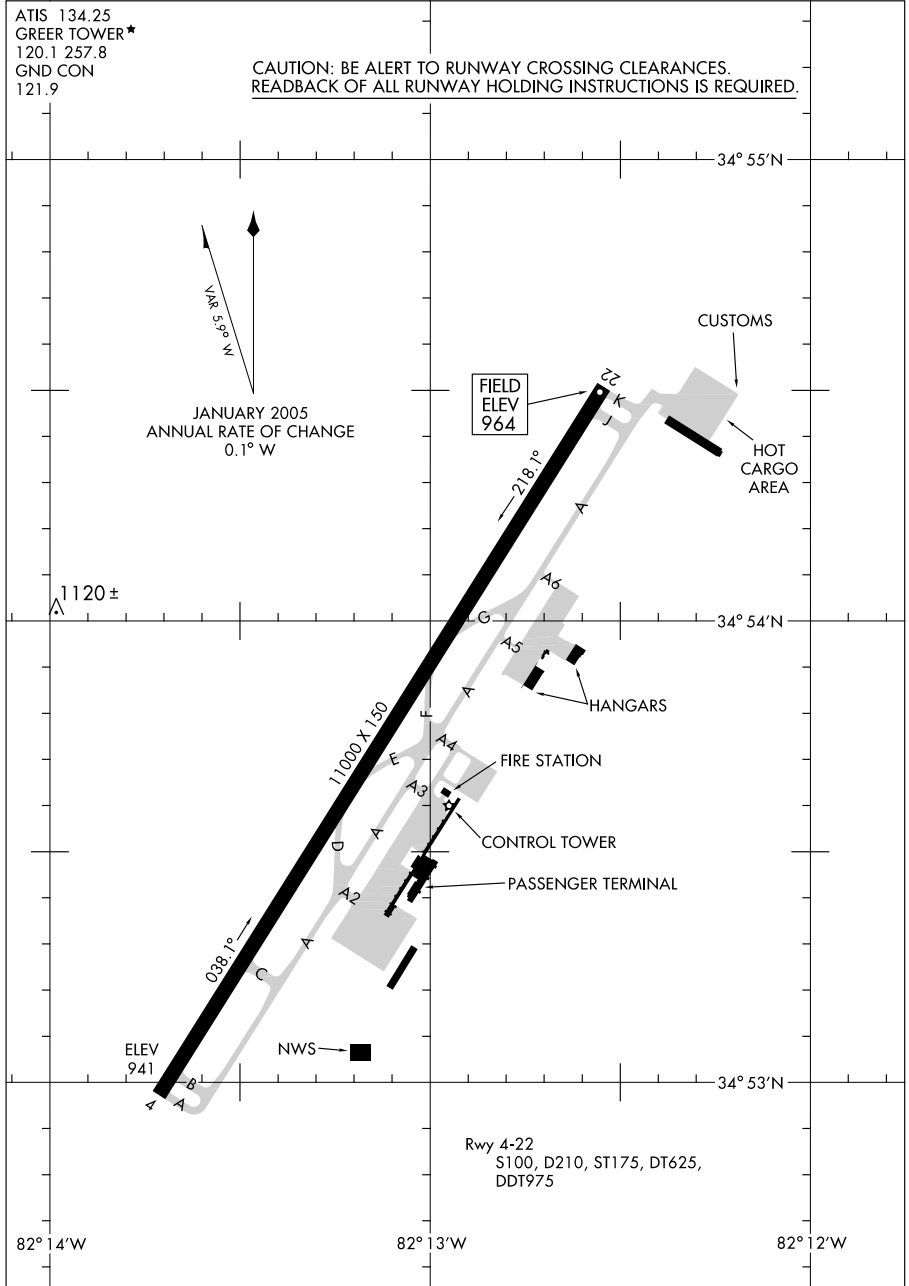 ATIS 134.25
GREER TOWER★
120.1 257.8
GND CON
121.9
CAUTION: BE ALERT TO RUNWAY CROSSING CLEARANCES.
READBACK OF ALL RUNWAY HOLDING INSTRUCTIONS IS REQUIRED.
34° 55'N
VAR 5.9° W
JANUARY 2005
ANNUAL RATE OF CHANGE
0.1° W
CUSTOMS
FIELD
ELEV
964
22
K
J
HOT
CARGO
AREA
218.1°
A
A6
1120 ±
34° 54'N
G
A5
A
HANGARS
F
11000 X 150
A4
E
A3
FIRE STATION
A
CONTROL TOWER
D
PASSENGER TERMINAL
A2
A
038.1°
C
ELEV
941
NWS
34° 53'N
B
4
A
Rwy 4-22
S100, D210, ST175, DT625,
DDT975
82° 14'W
82° 13'W
82° 12'W